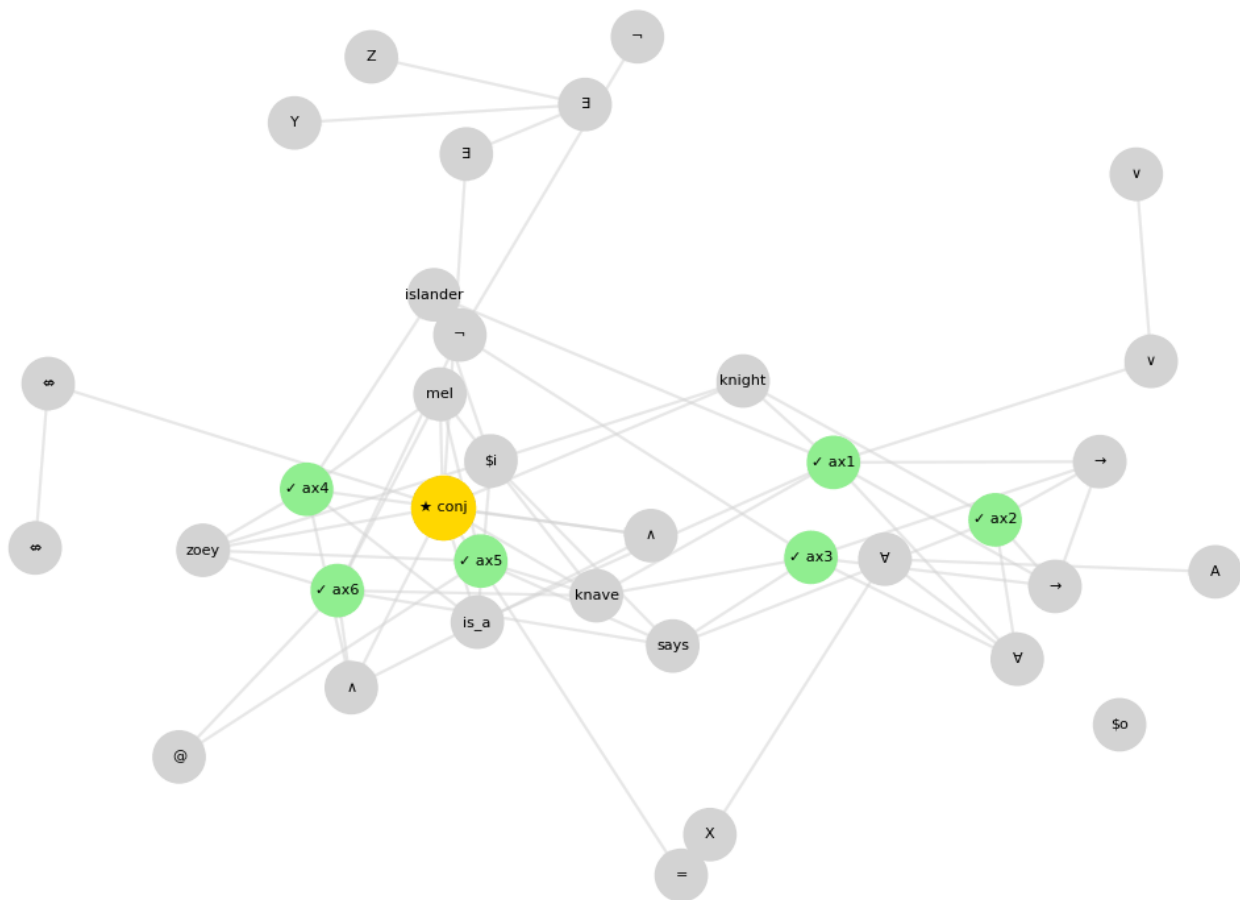 ¬
Z
∃
Y
∃
∨
islander
¬
∨
knight
⇎
mel
$i
✓ ax1
→
✓ ax4
★ conj
✓ ax2
∧
⇎
zoey
✓ ax5
✓ ax3
∀
A
✓ ax6
knave
→
is_a
says
∀
∧
$o
@
X
=